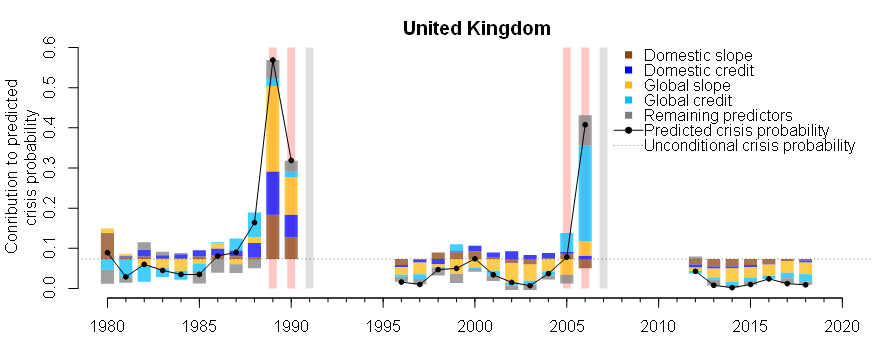 United Kingdom
Conribution to predicted
crisis probability
0.6
0.5
0.4
0.3
0.2
0.1
0.0
Domestic slope
Domestic credit
Global slope
Global credit
Remaining predictors
Predicted crisis probability
Unconditional crisis probability
1980 1985 1990 1995 2000 2005 2010 2015 2020